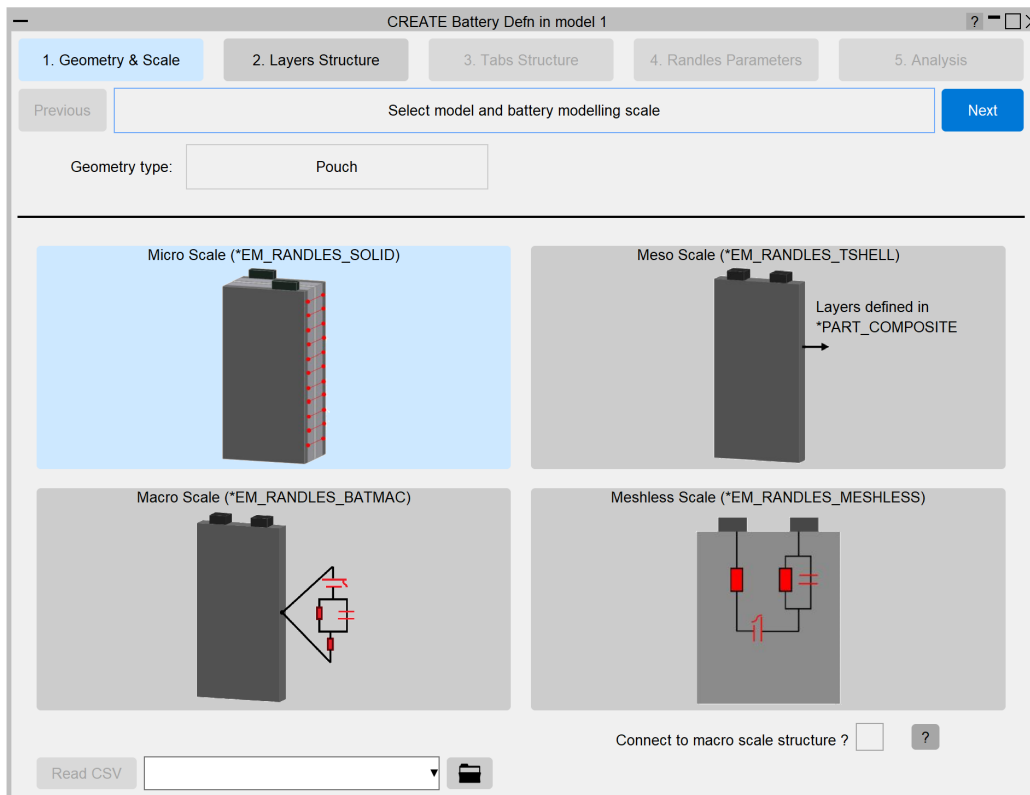 CREATE Battery Defn in model 1
?
1. Geometry & Scale
2. Layers Structure
3. Tabs Structure
4. Randles Parameters
5. Analysis
Previous
Select model and battery modelling scale
Next
Geometry type:
Pouch
Micro Scale (*EM_RANDLES_SOLID)
Meso Scale (*EM_RANDLES_TSHELL)
Layers defined in
*PART_COMPOSITE
Macro Scale (*EM_RANDLES_BATMAC)
Meshless Scale (*EM_RANDLES_MESHLESS)
Connect to macro scale structure ?
?
Read CSV